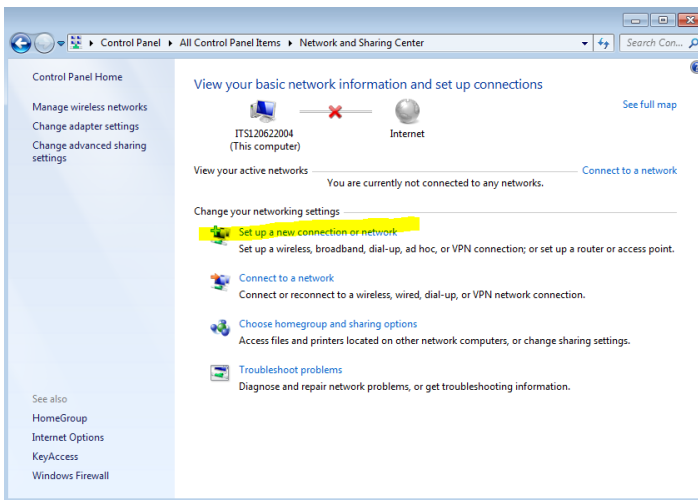 Control Panel ▸ All Control Panel Items ▸ Network and Sharing Center
Search Con...
Control Panel Home
Manage wireless networks
Change adapter settings
Change advanced sharing
settings
See also
HomeGroup
Internet Options
KeyAccess
Windows Firewall
View your basic network information and set up connections
See full map
ITS120622004
(This computer)
Internet
View your active networks
Connect to a network
You are currently not connected to any networks.
Change your networking settings
Set up a new connection or network
Set up a wireless, broadband, dial-up, ad hoc, or VPN connection; or set up a router or access point.
Connect to a network
Connect or reconnect to a wireless, wired, dial-up, or VPN network connection.
Choose homegroup and sharing options
Access files and printers located on other network computers, or change sharing settings.
Troubleshoot problems
Diagnose and repair network problems, or get troubleshooting information.